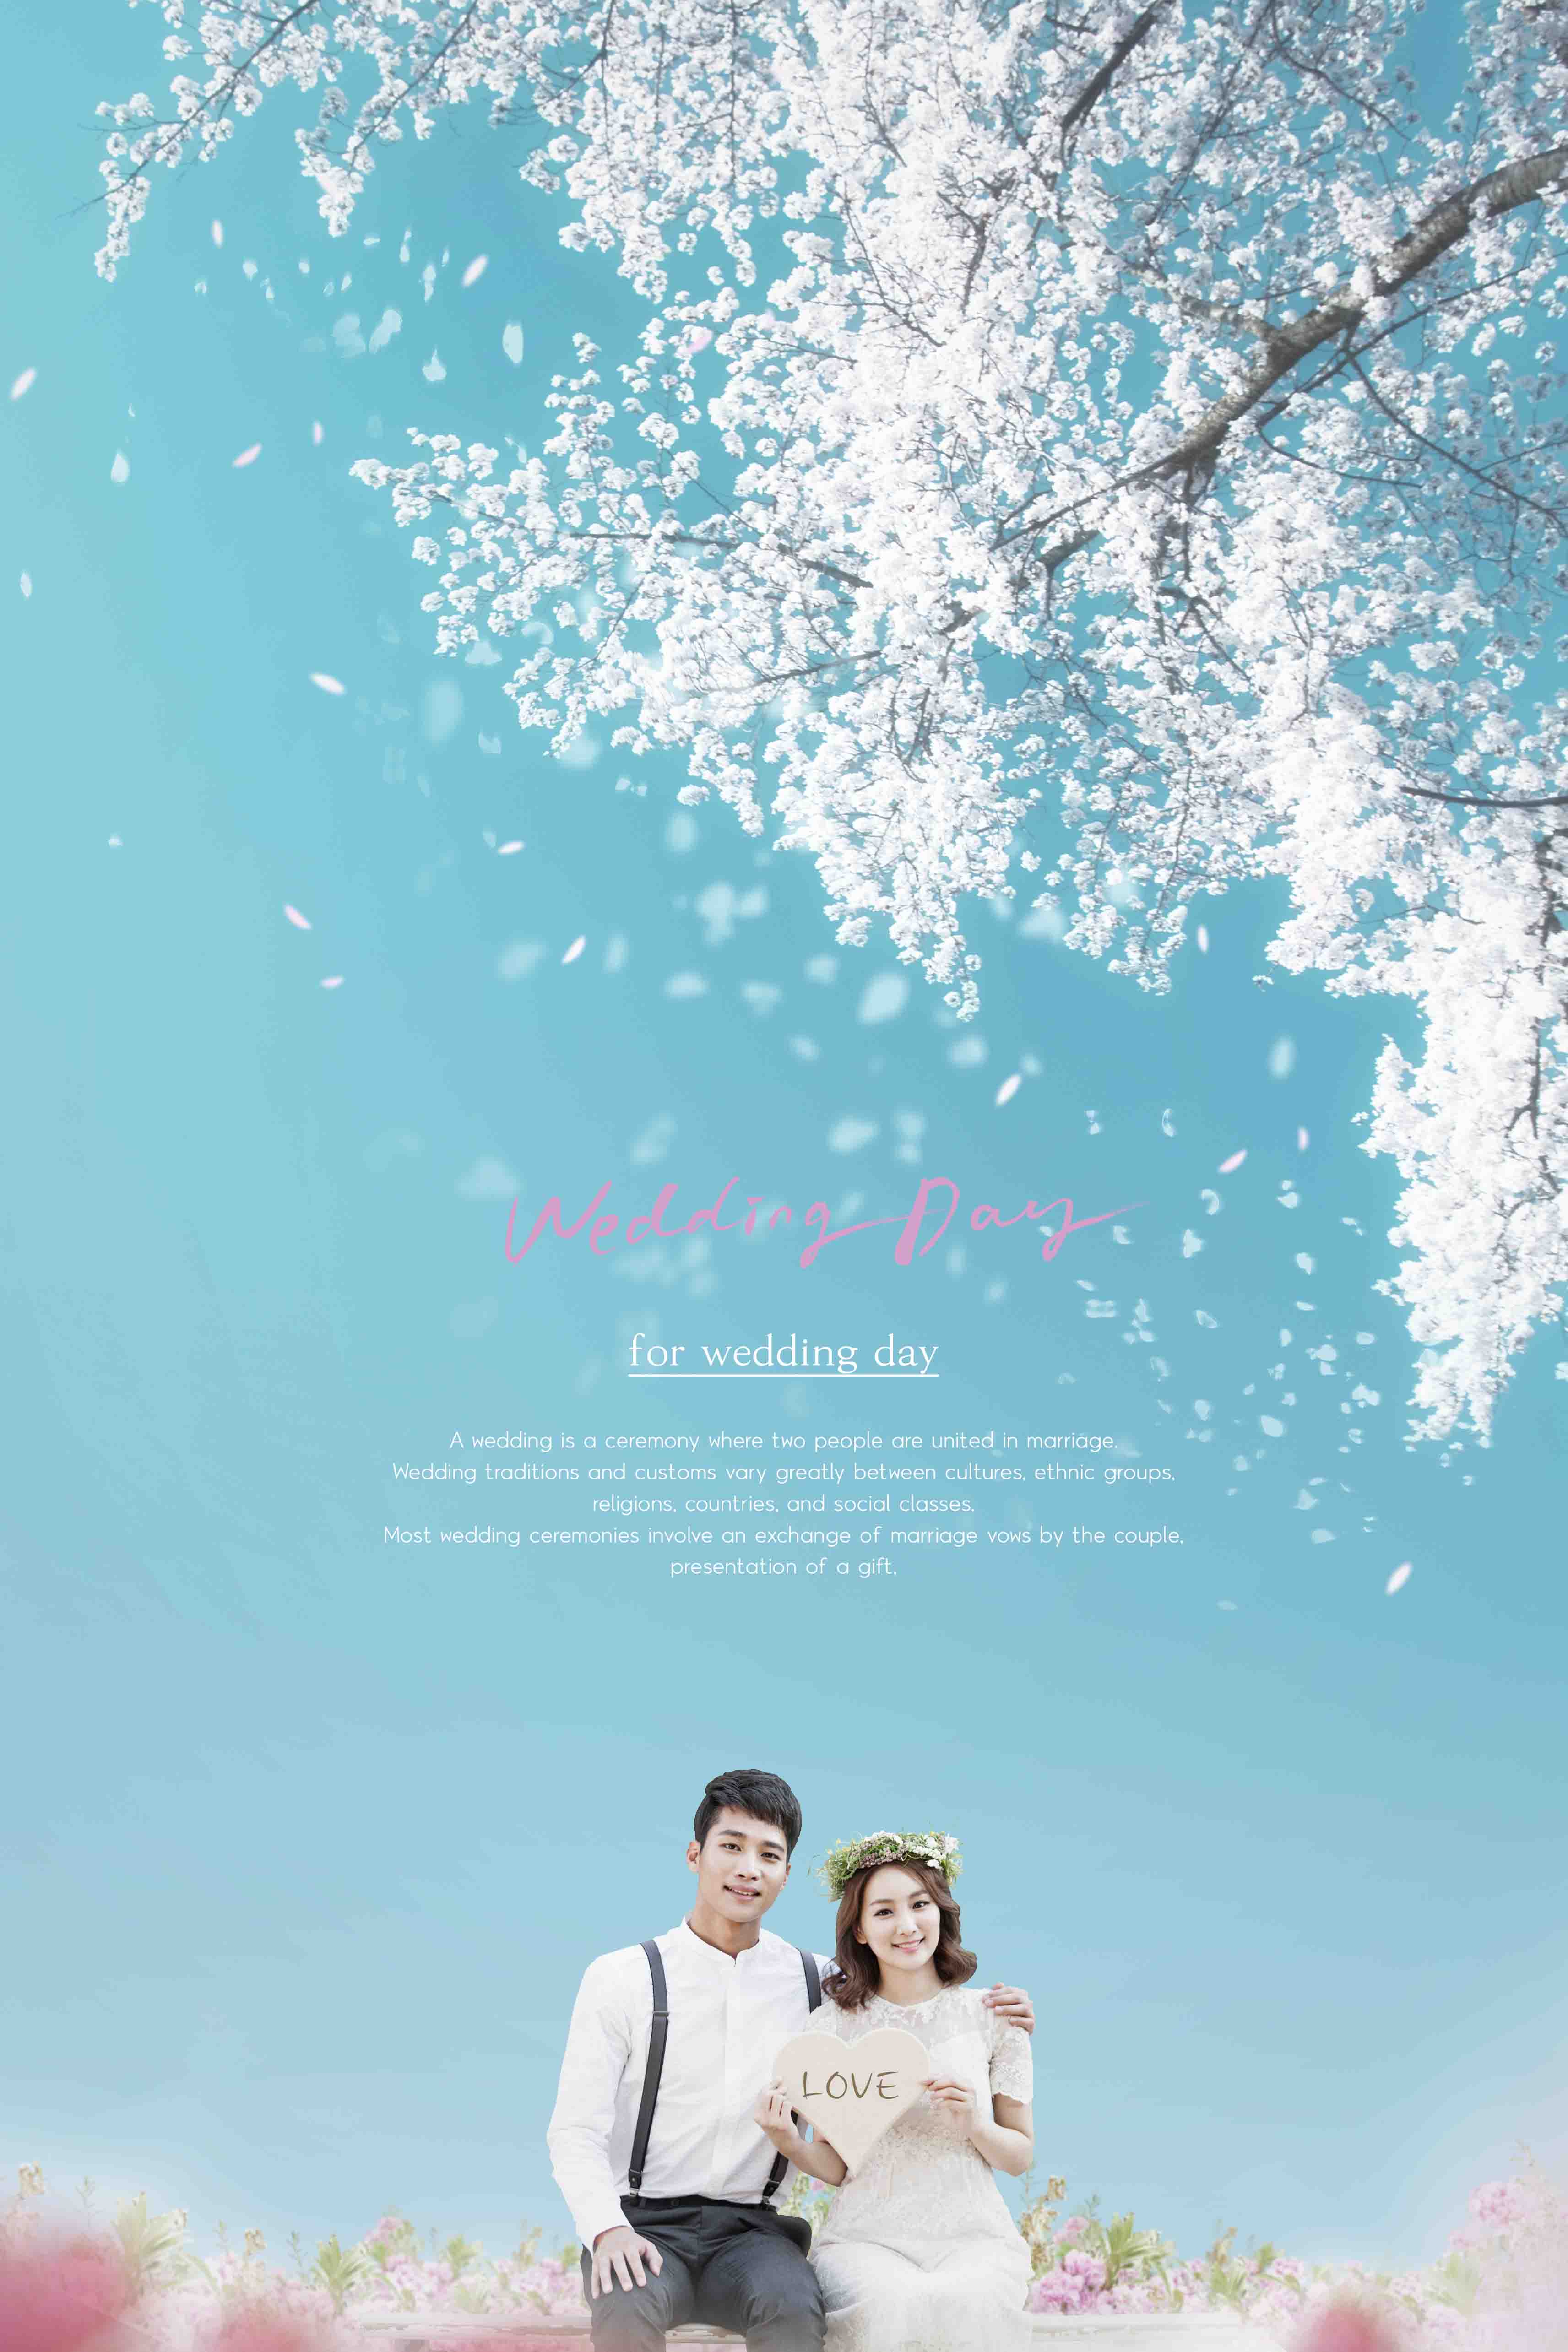 Wedding Day
for wedding day
A wedding is a ceremony where two people are united in marriage.
Wedding traditions and customs vary greatly between cultures, ethnic groups,
religions, countries, and social classes.
Most wedding ceremonies involve an exchange of marriage vows by the couple,
presentation of a gift,
LOVE